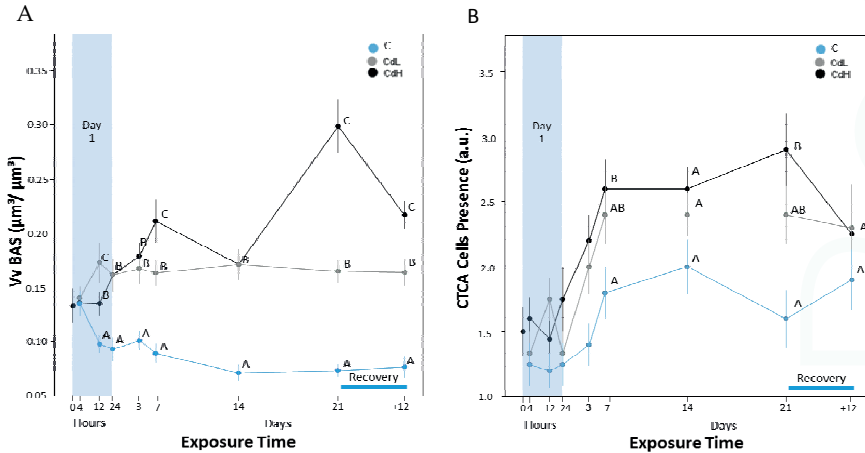 A
C
CdL
CdH
Day
1
Vv BAS (µm³/ µm³)
0.35
0.30
0.25
0.20
0.15
0.10
0.05
C
C
C
C
B
B
B
B
B
B
B
B
B
A
A
A
A
A
A
A
Recovery
0 4 12 24 3 7 14 21 +12
Hours Days
Exposure Time
B
C
CdL
CdH
Day
1
CTCA Cells Presence (a.u.)
3.5
3.0
2.5
2.0
1.5
1.0
B
AB
A
A
B
AB
A
A
A
A
A
A
Recovery
0 4 12 24 3 7 14 21 +12
Hours Days
Exposure Time